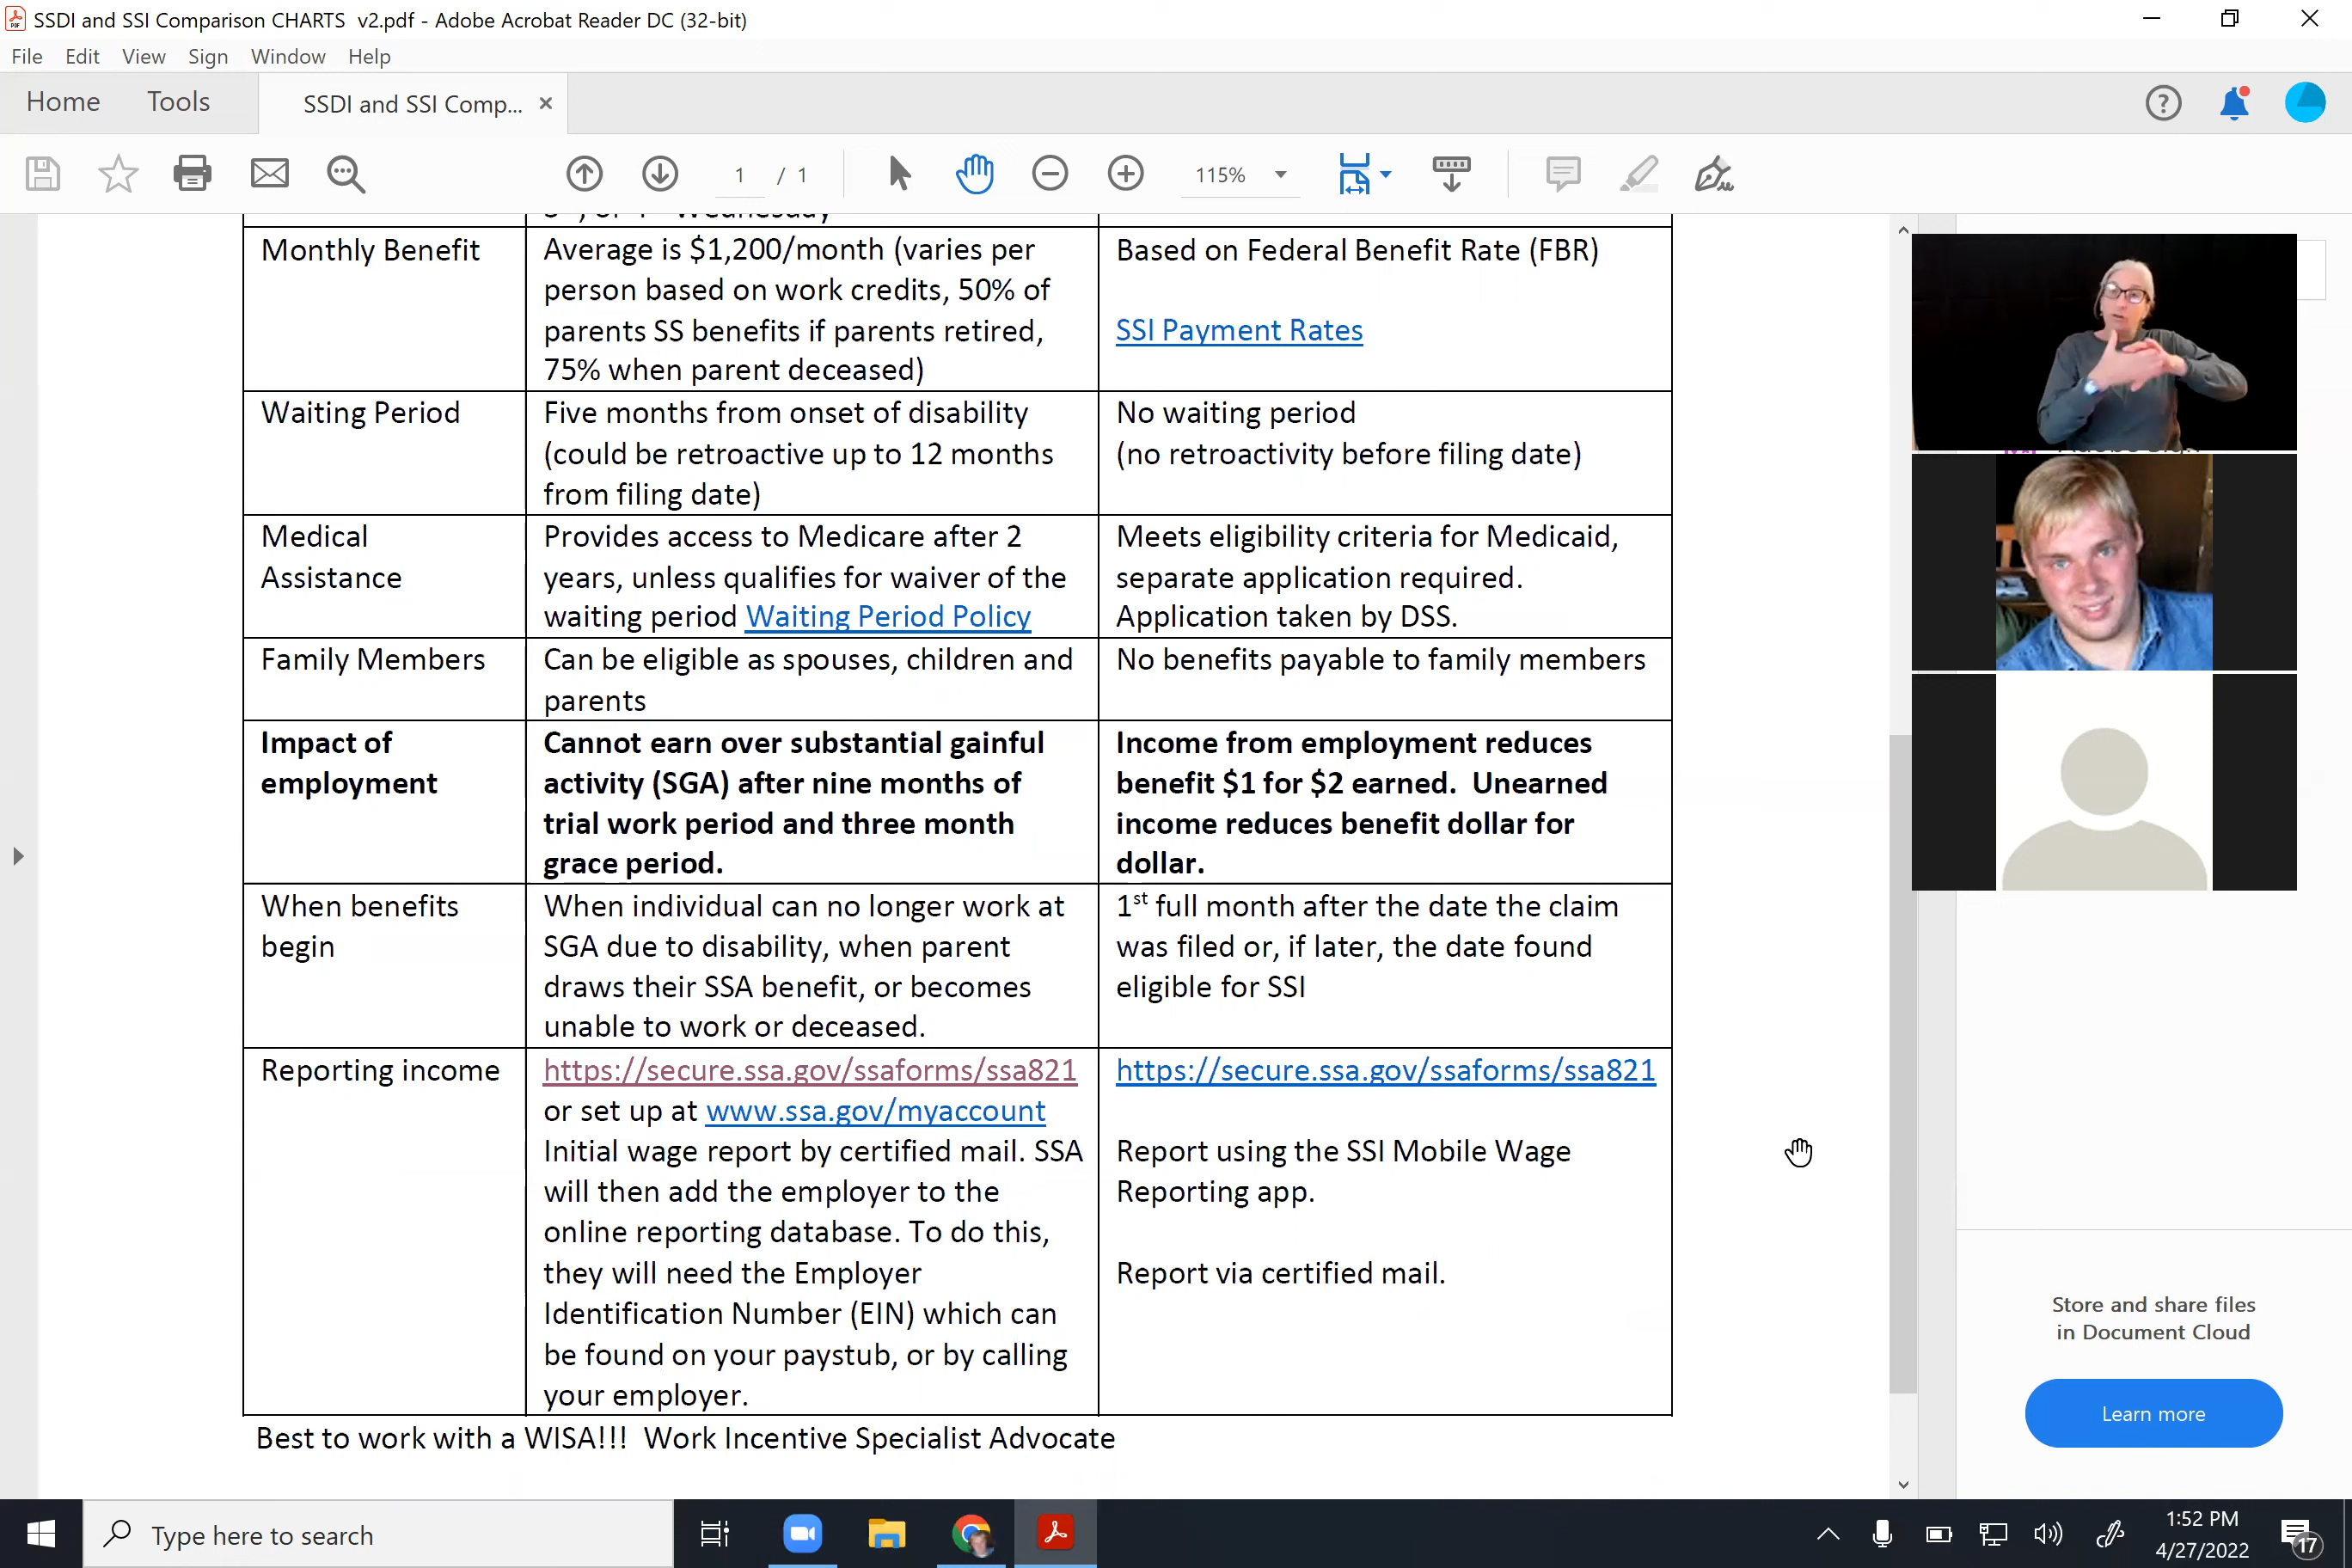 SSDI and SSI Comparison CHARTS v2.pdf - Adobe Acrobat Reader DC (32-bit)
File Edit View Sign Window Help
Home Tools SSDI and SSI Comp... ×
1 / 1 115%
Wednesday
Monthly Benefit
Average is $1,200/month (varies per
person based on work credits, 50% of
parents SS benefits if parents retired,
75% when parent deceased)
Based on Federal Benefit Rate (FBR)
SSI Payment Rates
Waiting Period
Five months from onset of disability
(could be retroactive up to 12 months
from filing date)
No waiting period
(no retroactivity before filing date)
Medical
Assistance
Provides access to Medicare after 2
years, unless qualifies for waiver of the
waiting period Waiting Period Policy
Meets eligibility criteria for Medicaid,
separate application required.
Application taken by DSS.
Family Members
Can be eligible as spouses, children and
parents
No benefits payable to family members
Impact of
employment
Cannot earn over substantial gainful
activity (SGA) after nine months of
trial work period and three month
grace period.
Income from employment reduces
benefit $1 for $2 earned. Unearned
income reduces benefit dollar for
dollar.
When benefits
begin
When individual can no longer work at
SGA due to disability, when parent
draws their SSA benefit, or becomes
unable to work or deceased.
1st full month after the date the claim
was filed or, if later, the date found
eligible for SSI
Reporting income
https://secure.ssa.gov/ssaforms/ssa821
or set up at www.ssa.gov/myaccount
Initial wage report by certified mail. SSA
will then add the employer to the
online reporting database. To do this,
they will need the Employer
Identification Number (EIN) which can
be found on your paystub, or by calling
your employer.
https://secure.ssa.gov/ssaforms/ssa821
Report using the SSI Mobile Wage
Reporting app.
Report via certified mail.
Best to work with a WISA!!! Work Incentive Specialist Advocate
Store and share files
in Document Cloud
Learn more
Type here to search
1:52 PM
4/27/2022
17